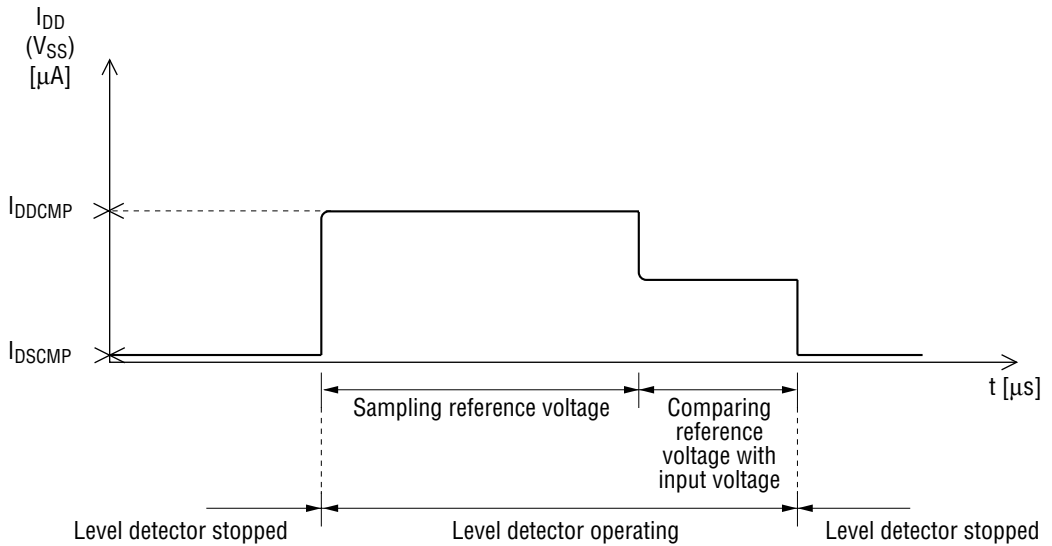 IDD
(VSS)
[μA]
IDDCMP
IDSCMP
t [μs]
Sampling reference voltage
Comparing
reference
voltage with
input voltage
Level detector stopped
Level detector operating
Level detector stopped